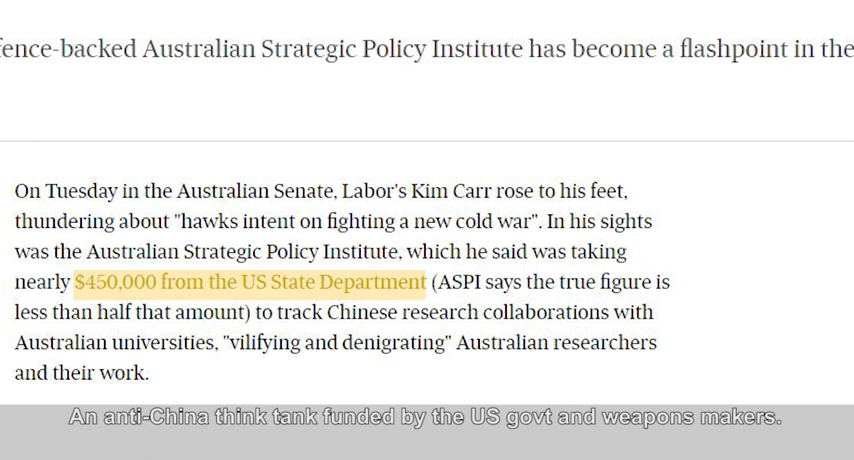 fence-backed Australian Strategic Policy Institute has become a flashpoint in the
On Tuesday in the Australian Senate, Labor's Kim Carr rose to his feet,
thundering about "hawks intent on fighting a new cold war". In his sights
was the Australian Strategic Policy Institute, which he said was taking
nearly $450,000 from the US State Department (ASPI says the true figure is
less than half that amount) to track Chinese research collaborations with
Australian universities, "vilifying and denigrating" Australian researchers
and their work.
An anti-China think tank funded by the US govt and weapons makers.